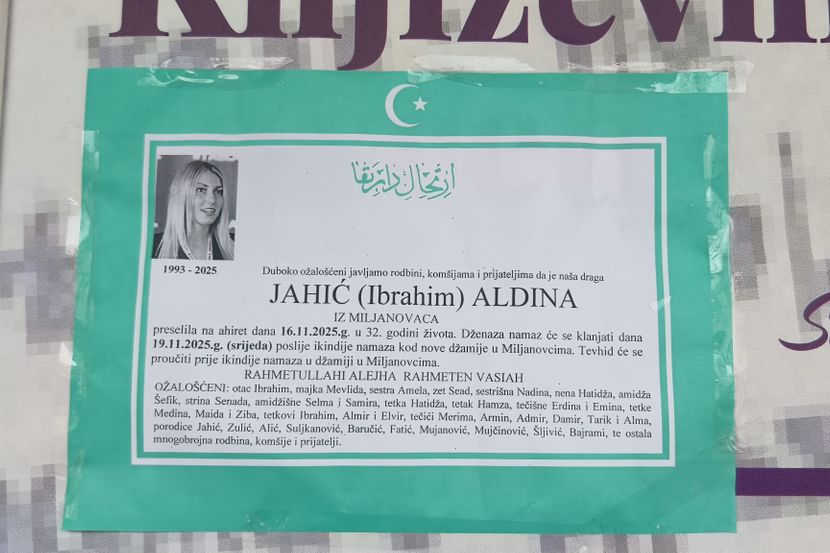 Književn
ارتحال دار بقا
1993 - 2025
Duboko ožalošćeni javljamo rodbini, komšijama i prijateljima da je naša draga
JAHIĆ (Ibrahim) ALDINA
IZ MILJANOVACA
preselila na ahiret dana 16.11.2025.g. u 32. godini života. Dženaza namaz će se klanjati dana
19.11.2025.g. (srijeda) poslije ikindije namaza kod nove džamije u Miljanovcima. Tevhid će se
proučiti prije ikindije namaza u džamiji u Miljanovcima.
RAHMETULLAHI ALEJHA RAHMETEN VASIAH
OŽALOŠĆENI: otac Ibrahim, majka Mevlida, sestra Amela, zet Sead, sestrišna Nadina, nena Hatidža, amidža
Šefik, strina Senada, amidžišne Selma i Samira, tetka Hatidža, tetak Hamza, tečišne Erdina i Emina, tetke
Medina, Maida i Ziba, tetkovi Ibrahim, Almir i Elvir, tečići Merima, Armin, Admir, Damir, Tarik i Alma,
porodice Jahić, Zulić, Alić, Suljkanović, Baručić, Fatić, Mujanović, Mujčinović, Šljivić, Bajrami, te ostala
mnogobrojna rodbina, komšije i prijatelji.